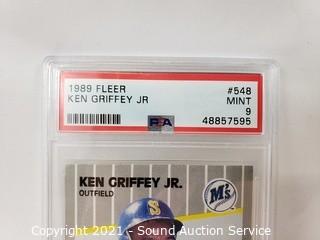 1989 FLEER #548
KEN GRIFFEY JR MINT
9
PSA 48857595
KEN GRIFFEY JR.
OUTFIELD
M's
S
Copyright 2021 - Sound Auction Service